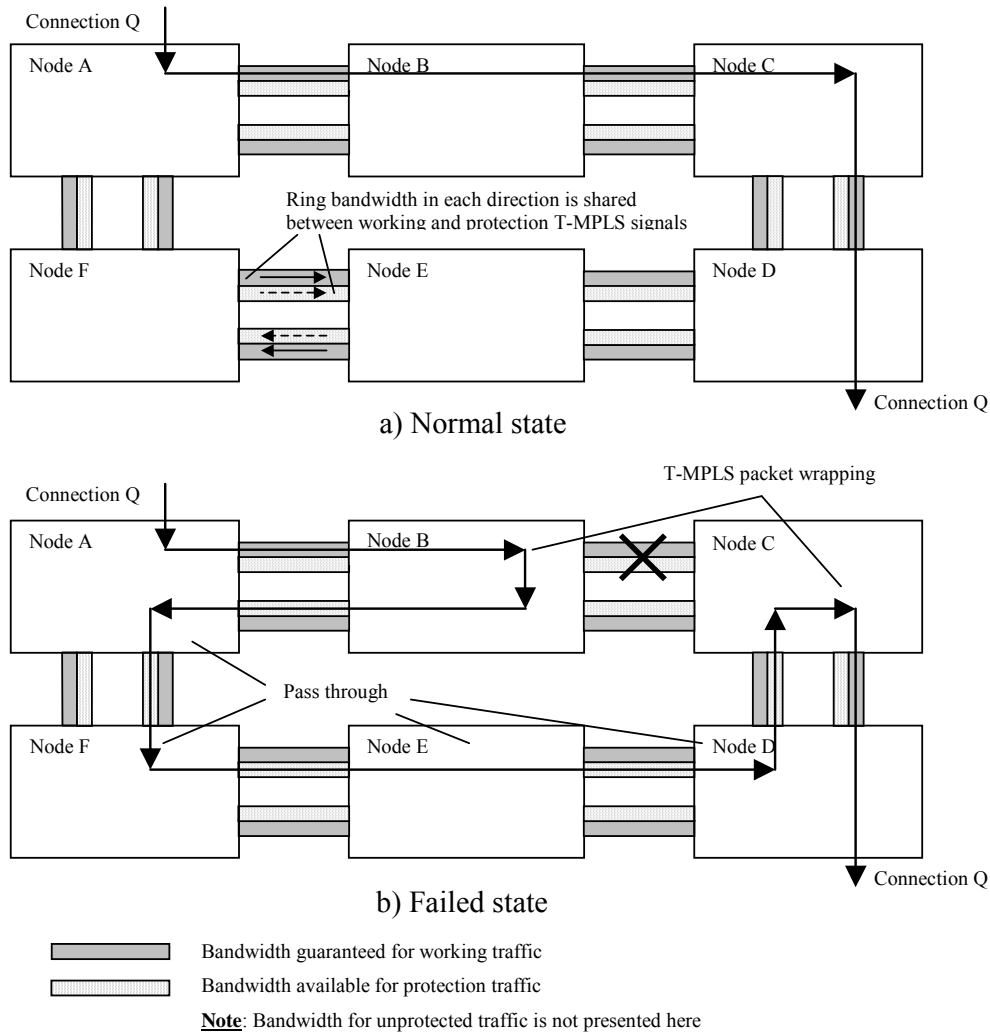 Connection Q
Node A
Node B
Node C
Ring bandwidth in each direction is shared
between working and protection T-MPLS signals
Node F
Node E
Node D
Connection Q
a) Normal state
T-MPLS packet wrapping
Connection Q
Node A
Node B
Node C
Pass through
Node F
Node E
Node D
Connection Q
b) Failed state
Bandwidth guaranteed for working traffic
Bandwidth available for protection traffic
Note: Bandwidth for unprotected traffic is not presented here